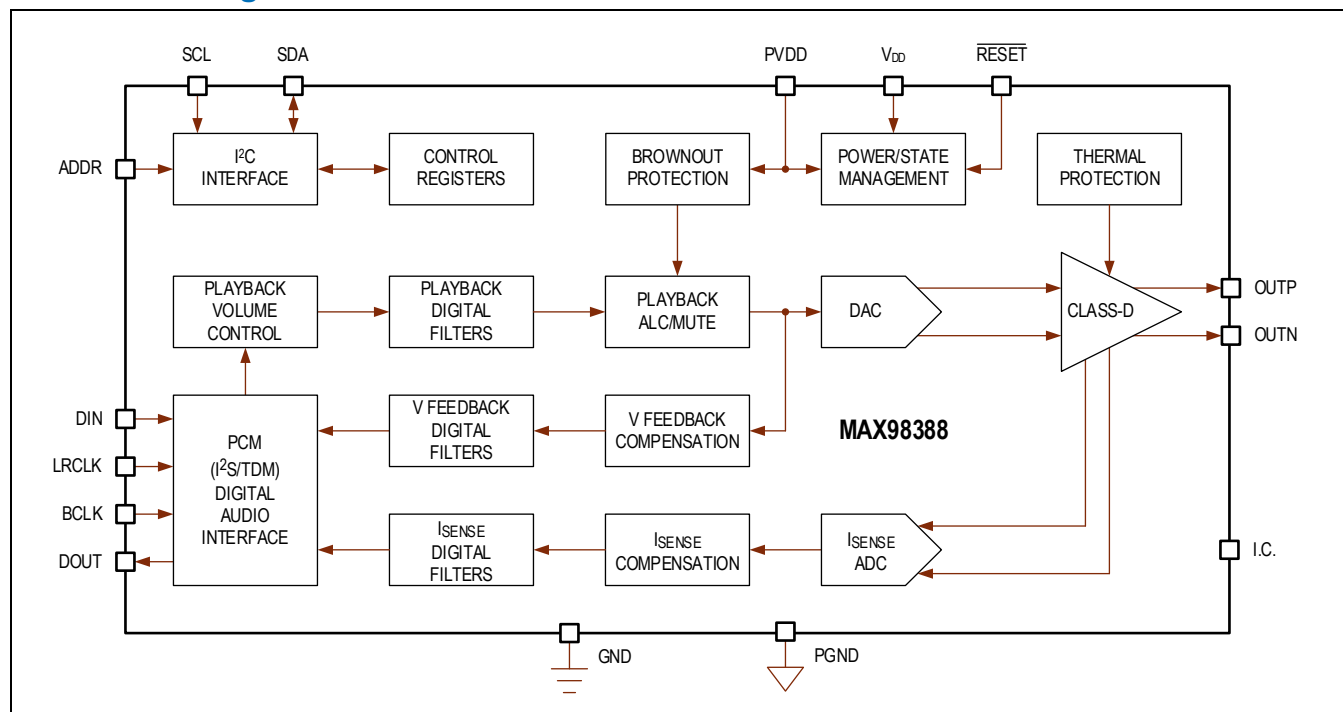 SCL SDA PVDD VDD RESET
ADDR
I²C
INTERFACE
CONTROL
REGISTERS
BROWNOUT
PROTECTION
POWER/STATE
MANAGEMENT
THERMAL
PROTECTION
PLAYBACK
VOLUME
CONTROL
PLAYBACK
DIGITAL
FILTERS
PLAYBACK
ALC/MUTE
DAC
CLASS-D
OUTP
OUTN
DIN
LRCLK
BCLK
DOUT
PCM
(I²S/TDM)
DIGITAL
AUDIO
INTERFACE
V FEEDBACK
DIGITAL
FILTERS
V FEEDBACK
COMPENSATION
MAX98388
ISENSE
DIGITAL
FILTERS
ISENSE
COMPENSATION
ISENSE
ADC
I.C.
GND
PGND